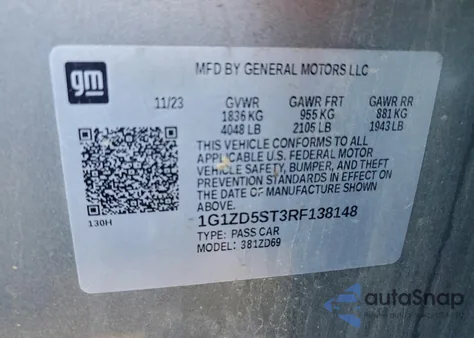 gm
MFD BY GENERAL MOTORS LLC
11/23 GVWR GAWR FRT GAWR RR
1836 KG 955 KG 881 KG
4048 LB 2105 LB 1943 LB
THIS VEHICLE CONFORMS TO ALL
APPLICABLE U.S. FEDERAL MOTOR
VEHICLE SAFETY, BUMPER, AND THEFT
PREVENTION STANDARDS IN EFFECT ON
THE DATE OF MANUFACTURE SHOWN
ABOVE.
130H
1G1ZD5ST3RF138148
TYPE: PASS CAR
MODEL: 381ZD69
autoSnap